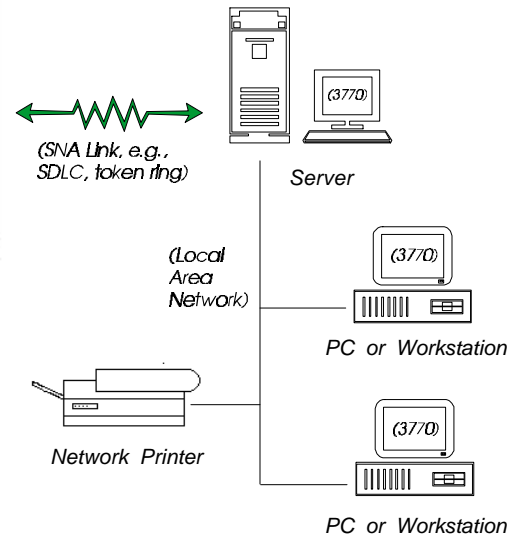 (3770)
(SNA Link, e.g.,
SDLC, token ring)
Server
(Local
Area
Network)
(3770)
PC or Workstation
Network Printer
(3770)
PC or Workstation